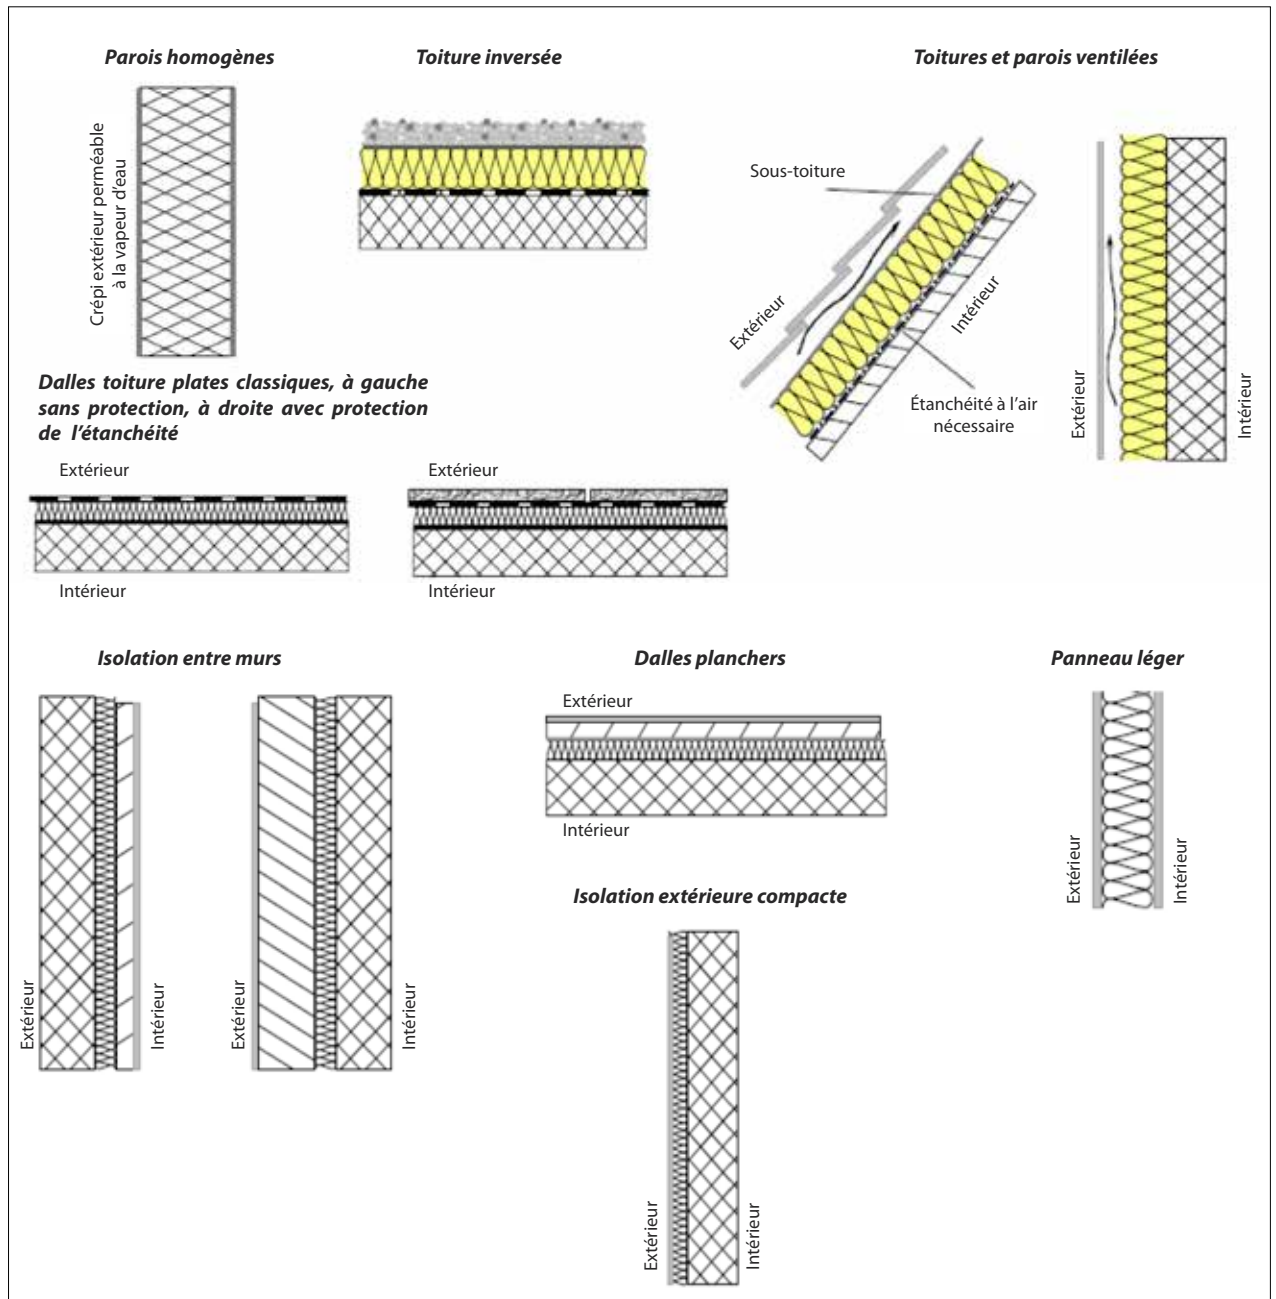 Parois homogènes
Toiture inversée
Toitures et parois ventilées
Crépi extérieur perméable
à la vapeur d'eau
Sous-toiture
Extérieur
Intérieur
Étanchéité à l'air
nécessaire
Extérieur
Intérieur
Dalles toiture plates classiques, à gauche
sans protection, à droite avec protection
de l'étanchéité
Extérieur
Intérieur
Extérieur
Intérieur
Isolation entre murs
Dalles planchers
Panneau léger
Extérieur
Intérieur
Extérieur
Intérieur
Extérieur
Intérieur
Extérieur
Intérieur
Isolation extérieure compacte
Extérieur
Intérieur